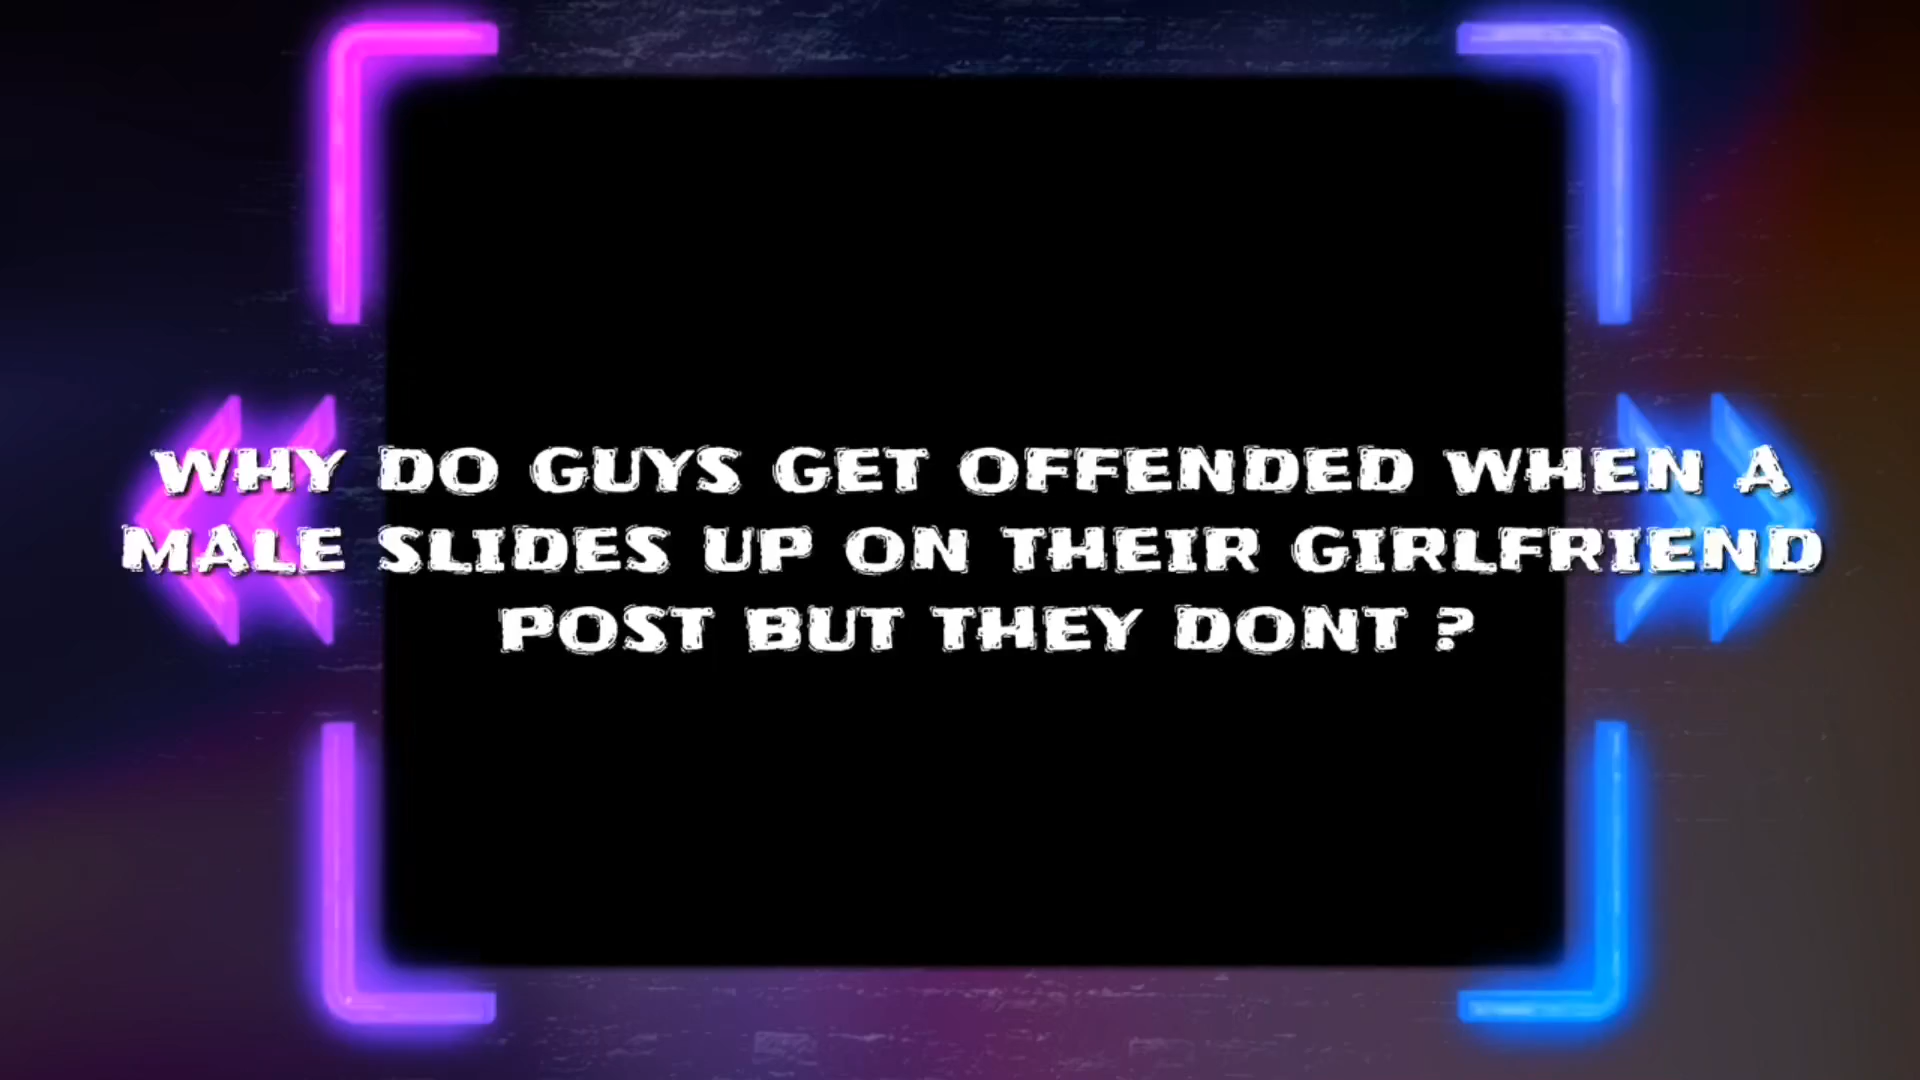 WHY DO GUYS GET OFFENDED WHEN A
MALE SLIDES UP ON THEIR GIRLFRIEND
POST BUT THEY DONT ?